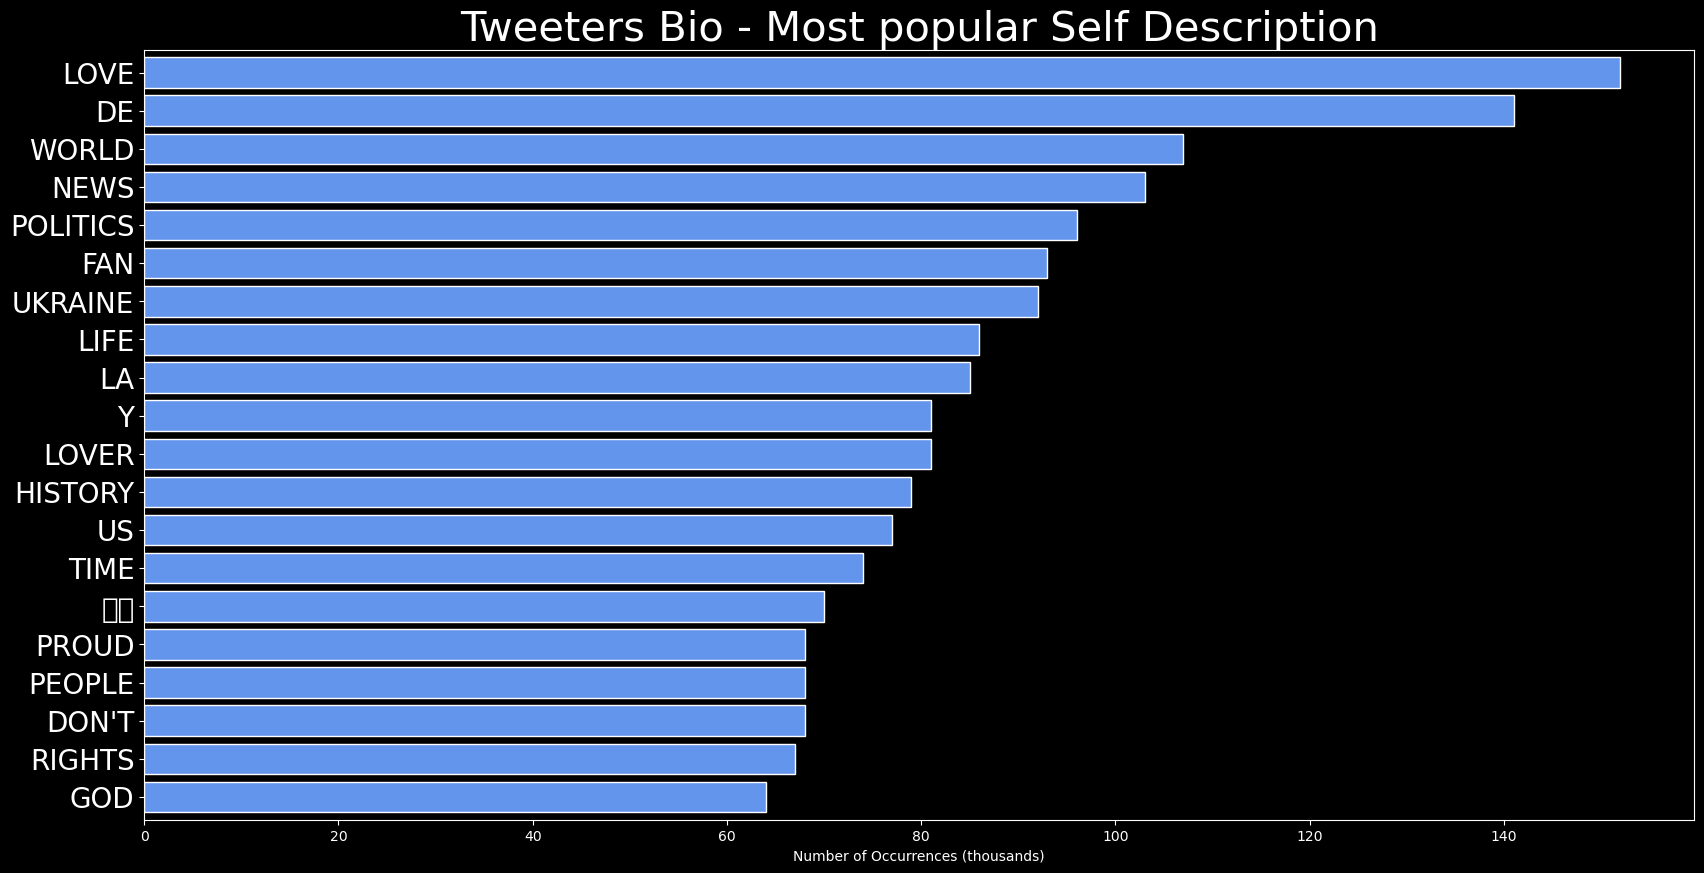 Tweeters Bio - Most popular Self Description
LOVE
DE
WORLD
NEWS
POLITICS
FAN
UKRAINE
LIFE
LA
Y
LOVER
HISTORY
US
TIME
PROUD
PEOPLE
DON'T
RIGHTS
GOD
0 20 40 60 80 100 120 140
Number of Occurrences (thousands)